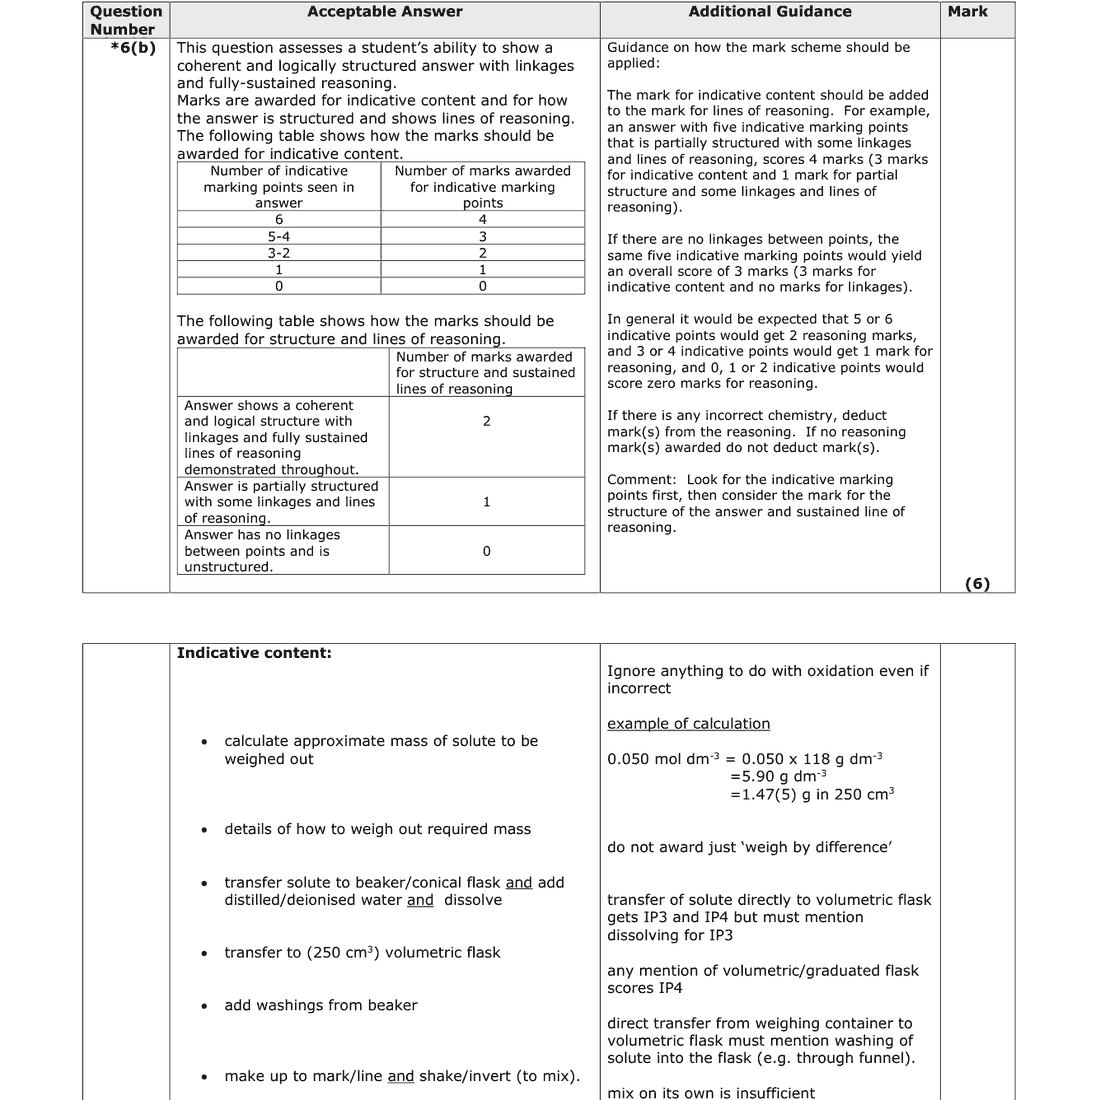 Question Number
Acceptable Answer
Additional Guidance
Mark
*6(b)
This question assesses a student’s ability to show a
coherent and logically structured answer with linkages
and fully-sustained reasoning.
Marks are awarded for indicative content and for how
the answer is structured and shows lines of reasoning.
The following table shows how the marks should be
awarded for indicative content.
Number of indicative
marking points seen in
answer
Number of marks awarded
for indicative marking
points
6
4
5-4
3
3-2
2
1
1
0
0
The following table shows how the marks should be
awarded for structure and lines of reasoning.
Number of marks awarded
for structure and sustained
lines of reasoning
Answer shows a coherent
and logical structure with
linkages and fully sustained
lines of reasoning
demonstrated throughout.
2
Answer is partially structured
with some linkages and lines
of reasoning.
1
Answer has no linkages
between points and is
unstructured.
0
Guidance on how the mark scheme should be
applied:
The mark for indicative content should be added
to the mark for lines of reasoning. For example,
an answer with five indicative marking points
that is partially structured with some linkages
and lines of reasoning, scores 4 marks (3 marks
for indicative content and 1 mark for partial
structure and some linkages and lines of
reasoning).
If there are no linkages between points, the
same five indicative marking points would yield
an overall score of 3 marks (3 marks for
indicative content and no marks for linkages).
In general it would be expected that 5 or 6
indicative points would get 2 reasoning marks,
and 3 or 4 indicative points would get 1 mark for
reasoning, and 0, 1 or 2 indicative points would
score zero marks for reasoning.
If there is any incorrect chemistry, deduct
mark(s) from the reasoning. If no reasoning
mark(s) awarded do not deduct mark(s).
Comment: Look for the indicative marking
points first, then consider the mark for the
structure of the answer and sustained line of
reasoning.
(6)
Indicative content:
• calculate approximate mass of solute to be
weighed out
• details of how to weigh out required mass
• transfer solute to beaker/conical flask and add
distilled/deionised water and dissolve
• transfer to (250 cm³) volumetric flask
• add washings from beaker
• make up to mark/line and shake/invert (to mix).
Ignore anything to do with oxidation even if
incorrect
example of calculation
0.050 mol dm⁻³ = 0.050 x 118 g dm⁻³
=5.90 g dm⁻³
=1.47(5) g in 250 cm³
do not award just ‘weigh by difference’
transfer of solute directly to volumetric flask
gets IP3 and IP4 but must mention
dissolving for IP3
any mention of volumetric/graduated flask
scores IP4
direct transfer from weighing container to
volumetric flask must mention washing of
solute into the flask (e.g. through funnel).
mix on its own is insufficient